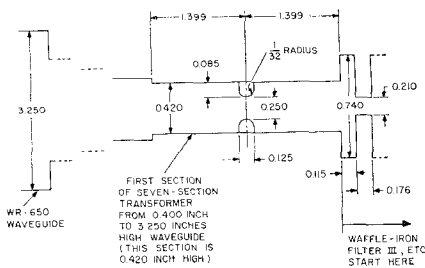 1.399
1.399
1/32 RADIUS
0.085
0.210
3.250
0.420
0.250
0.740
0.125
0.115
0.176
FIRST SECTION
OF SEVEN-SECTION
TRANSFORMER
FROM 0.400 INCH
TO 3 250 INCHES
HIGH WAVEGUIDE
(THIS SECTION IS
0.420 INCH HIGH)
WR-650
WAVEGUIDE
WAFFLE-IRON
FILTER III, ETC
START HERE